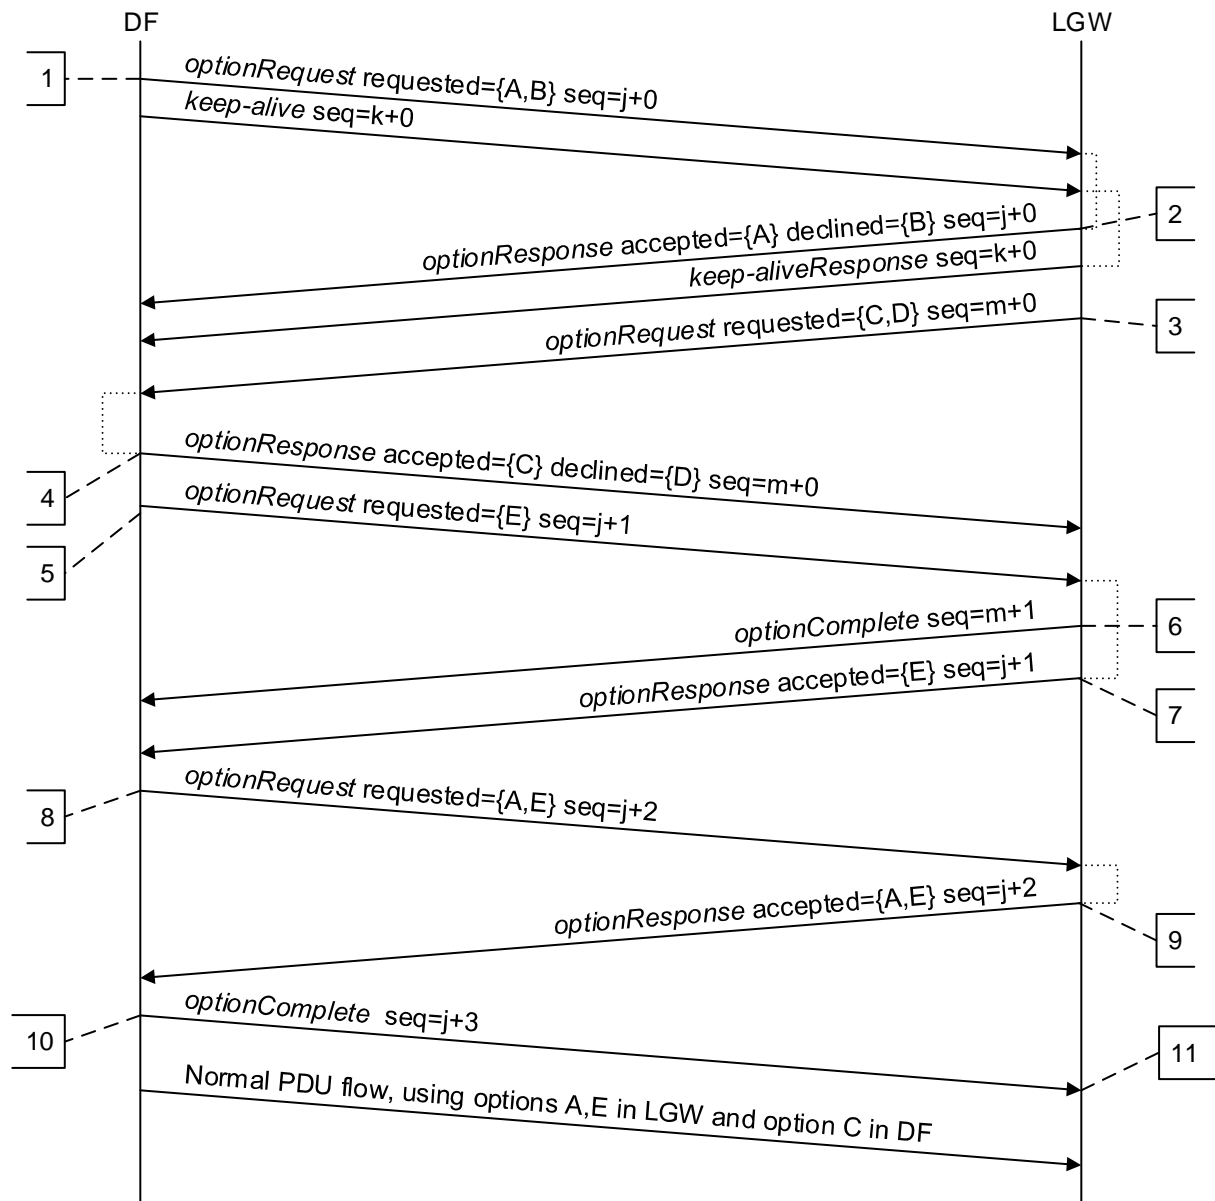 DF
LGW
1
optionRequest requested={A,B} seq=j+0
keep-alive seq=k+0
2
optionResponse accepted={A} declined={B} seq=j+0
keep-aliveResponse seq=k+0
3
optionRequest requested={C,D} seq=m+0
4
optionResponse accepted={C} declined={D} seq=m+0
optionRequest requested={E} seq=j+1
5
optionComplete seq=m+1
6
optionResponse accepted={E} seq=j+1
7
optionRequest requested={A,E} seq=j+2
8
optionResponse accepted={A,E} seq=j+2
9
optionComplete seq=j+3
10
11
Normal PDU flow, using options A,E in LGW and option C in DF